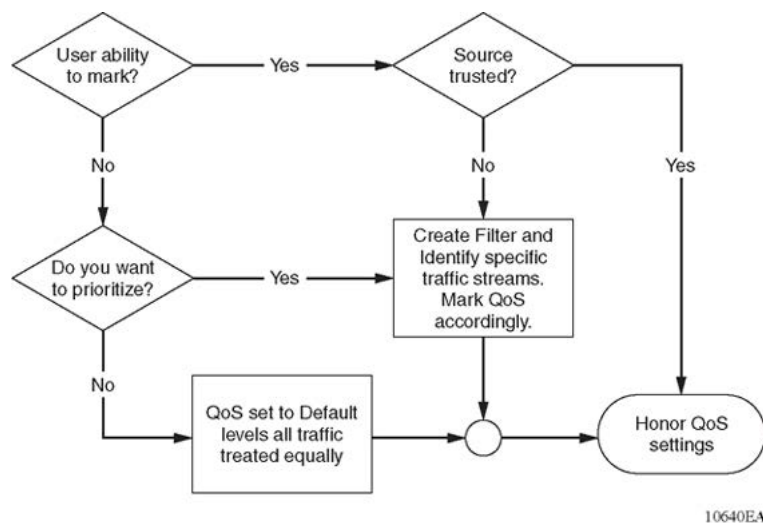 User ability
to mark?
Yes
Source
trusted?
No
No
Yes
Do you want
to prioritize?
Yes
Create Filter and
Identify specific
traffic streams.
Mark QoS
accordingly.
No
QoS set to Default
levels all traffic
treated equally
Honor QoS
settings
10640EA